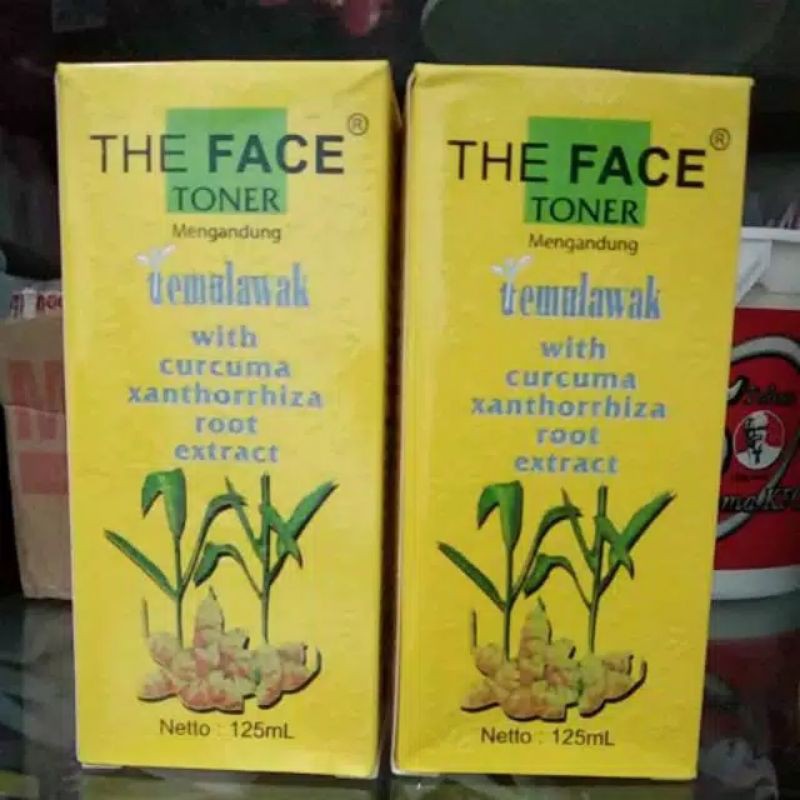 THE FACE®
TONER
Mengandung
temulawak
with
curcuma
xanthorrhiza
root
extract
Netto : 125mL
THE FACE®
TONER
Mengandung
temulawak
with
curcuma
xanthorrhiza
root
extract
Netto : 125mL